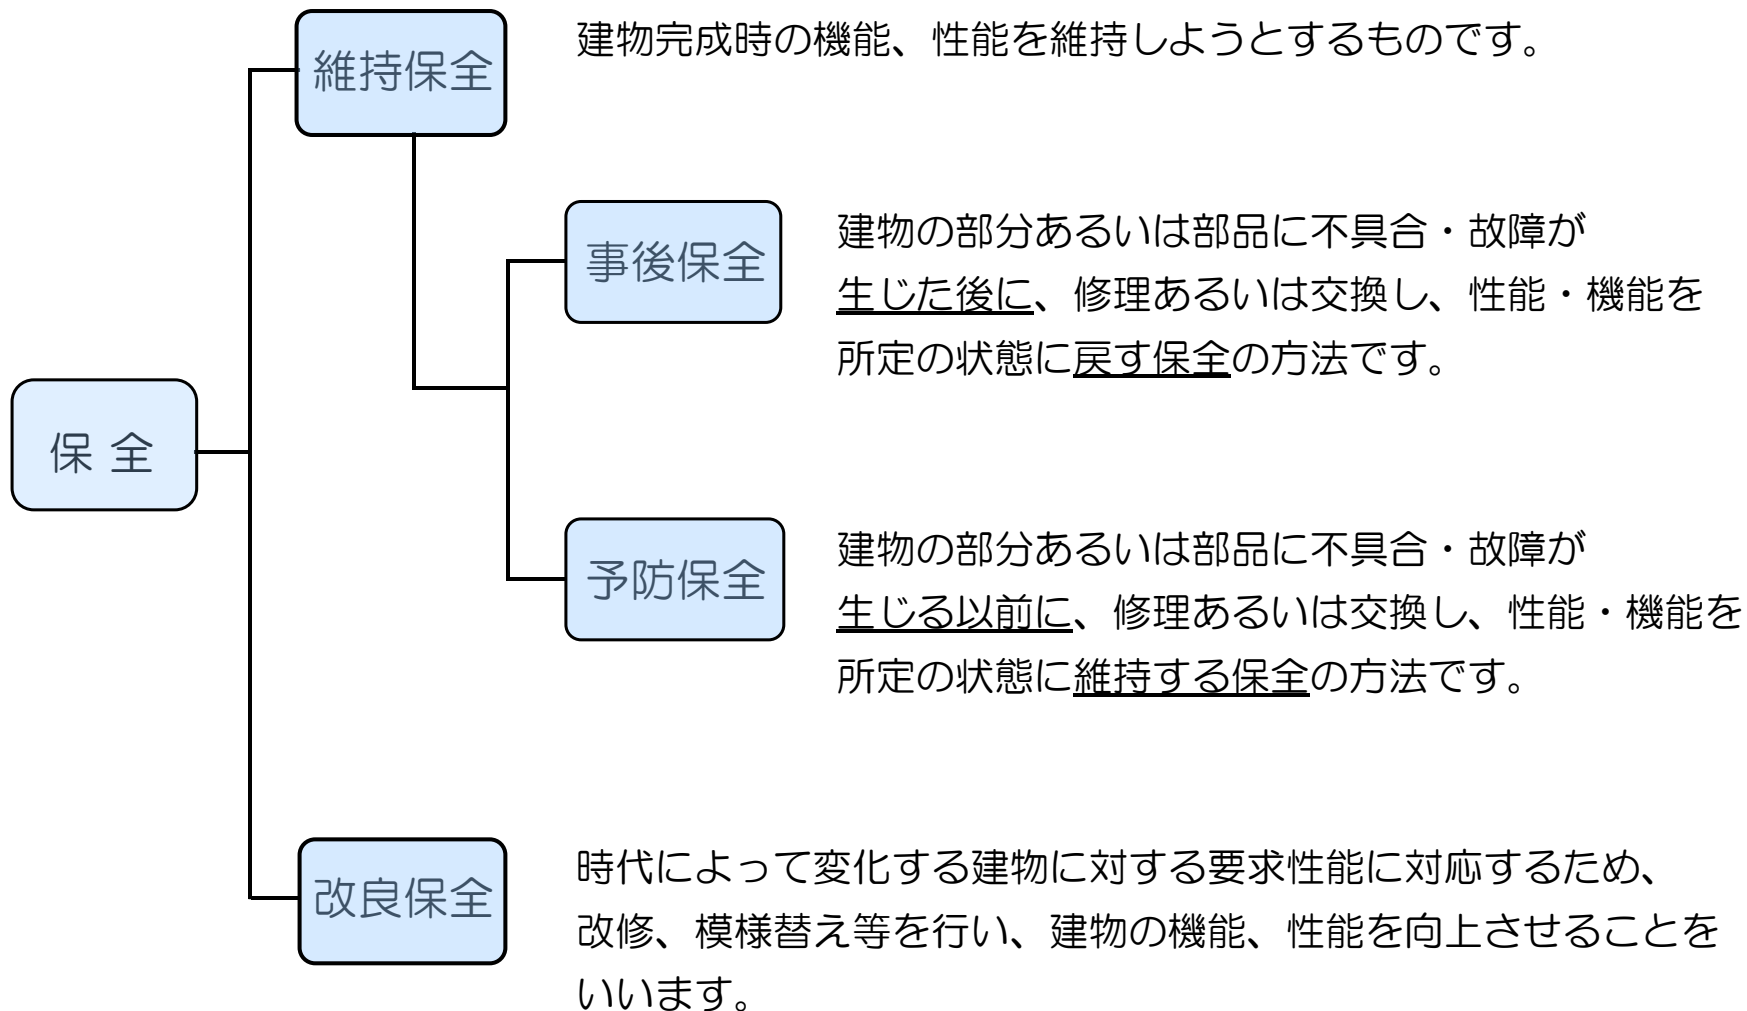 維持保全
建物完成時の機能、性能を維持しようとするものです。
事後保全
建物の部分あるいは部品に不具合・故障が
生じた後に、修理あるいは交換し、性能・機能を
所定の状態に戻す保全の方法です。
保 全
予防保全
建物の部分あるいは部品に不具合・故障が
生じる以前に、修理あるいは交換し、性能・機能を
所定の状態に維持する保全の方法です。
改良保全
時代によって変化する建物に対する要求性能に対応するため、
改修、模様替え等を行い、建物の機能、性能を向上させることを
いいます。